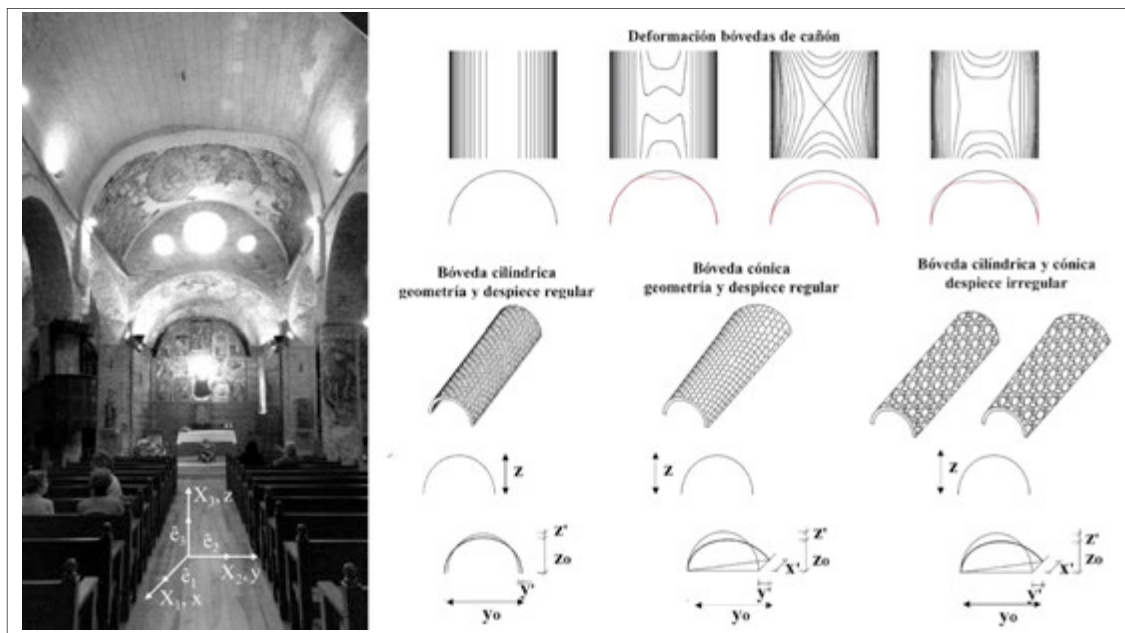 Deformación bóvedas de cañón
Bóveda cilíndrica
geometría y despiece regular
Bóveda cónica
geometría y despiece regular
Bóveda cilíndrica y cónica
despiece irregular
z
z
z
X₃, z
ê₃
ê₂
X₂, y
ê₁
X₁, x
z'
zo
y'
yo
z'
zo
x'
y'
yo
z'
zo
x'
y'
yo